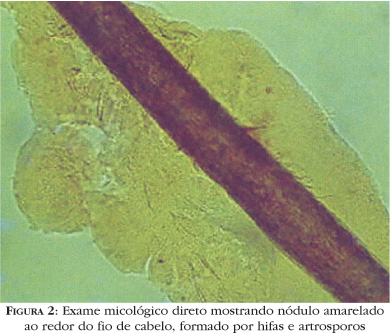 FIGURA 2: Exame micológico direto mostrando nódulo amarelado
ao redor do fio de cabelo, formado por hifas e artrosporos